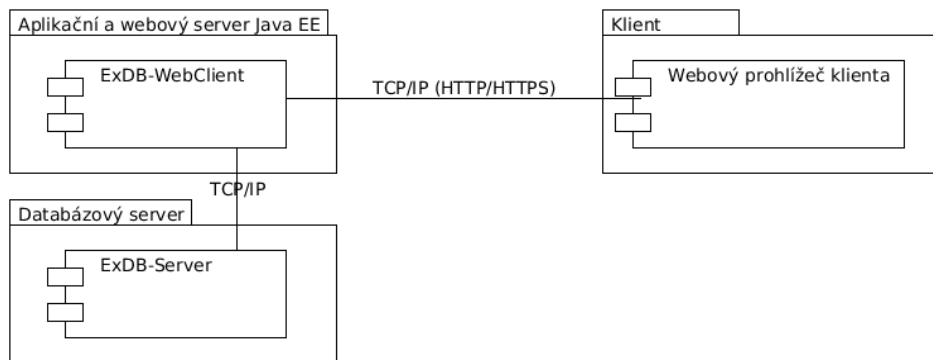 Aplikační a webový server Java EE
Klient
ExDB-WebClient
TCP/IP (HTTP/HTTPS)
Webový prohlížeč klienta
TCP/IP
Databázový server
ExDB-Server